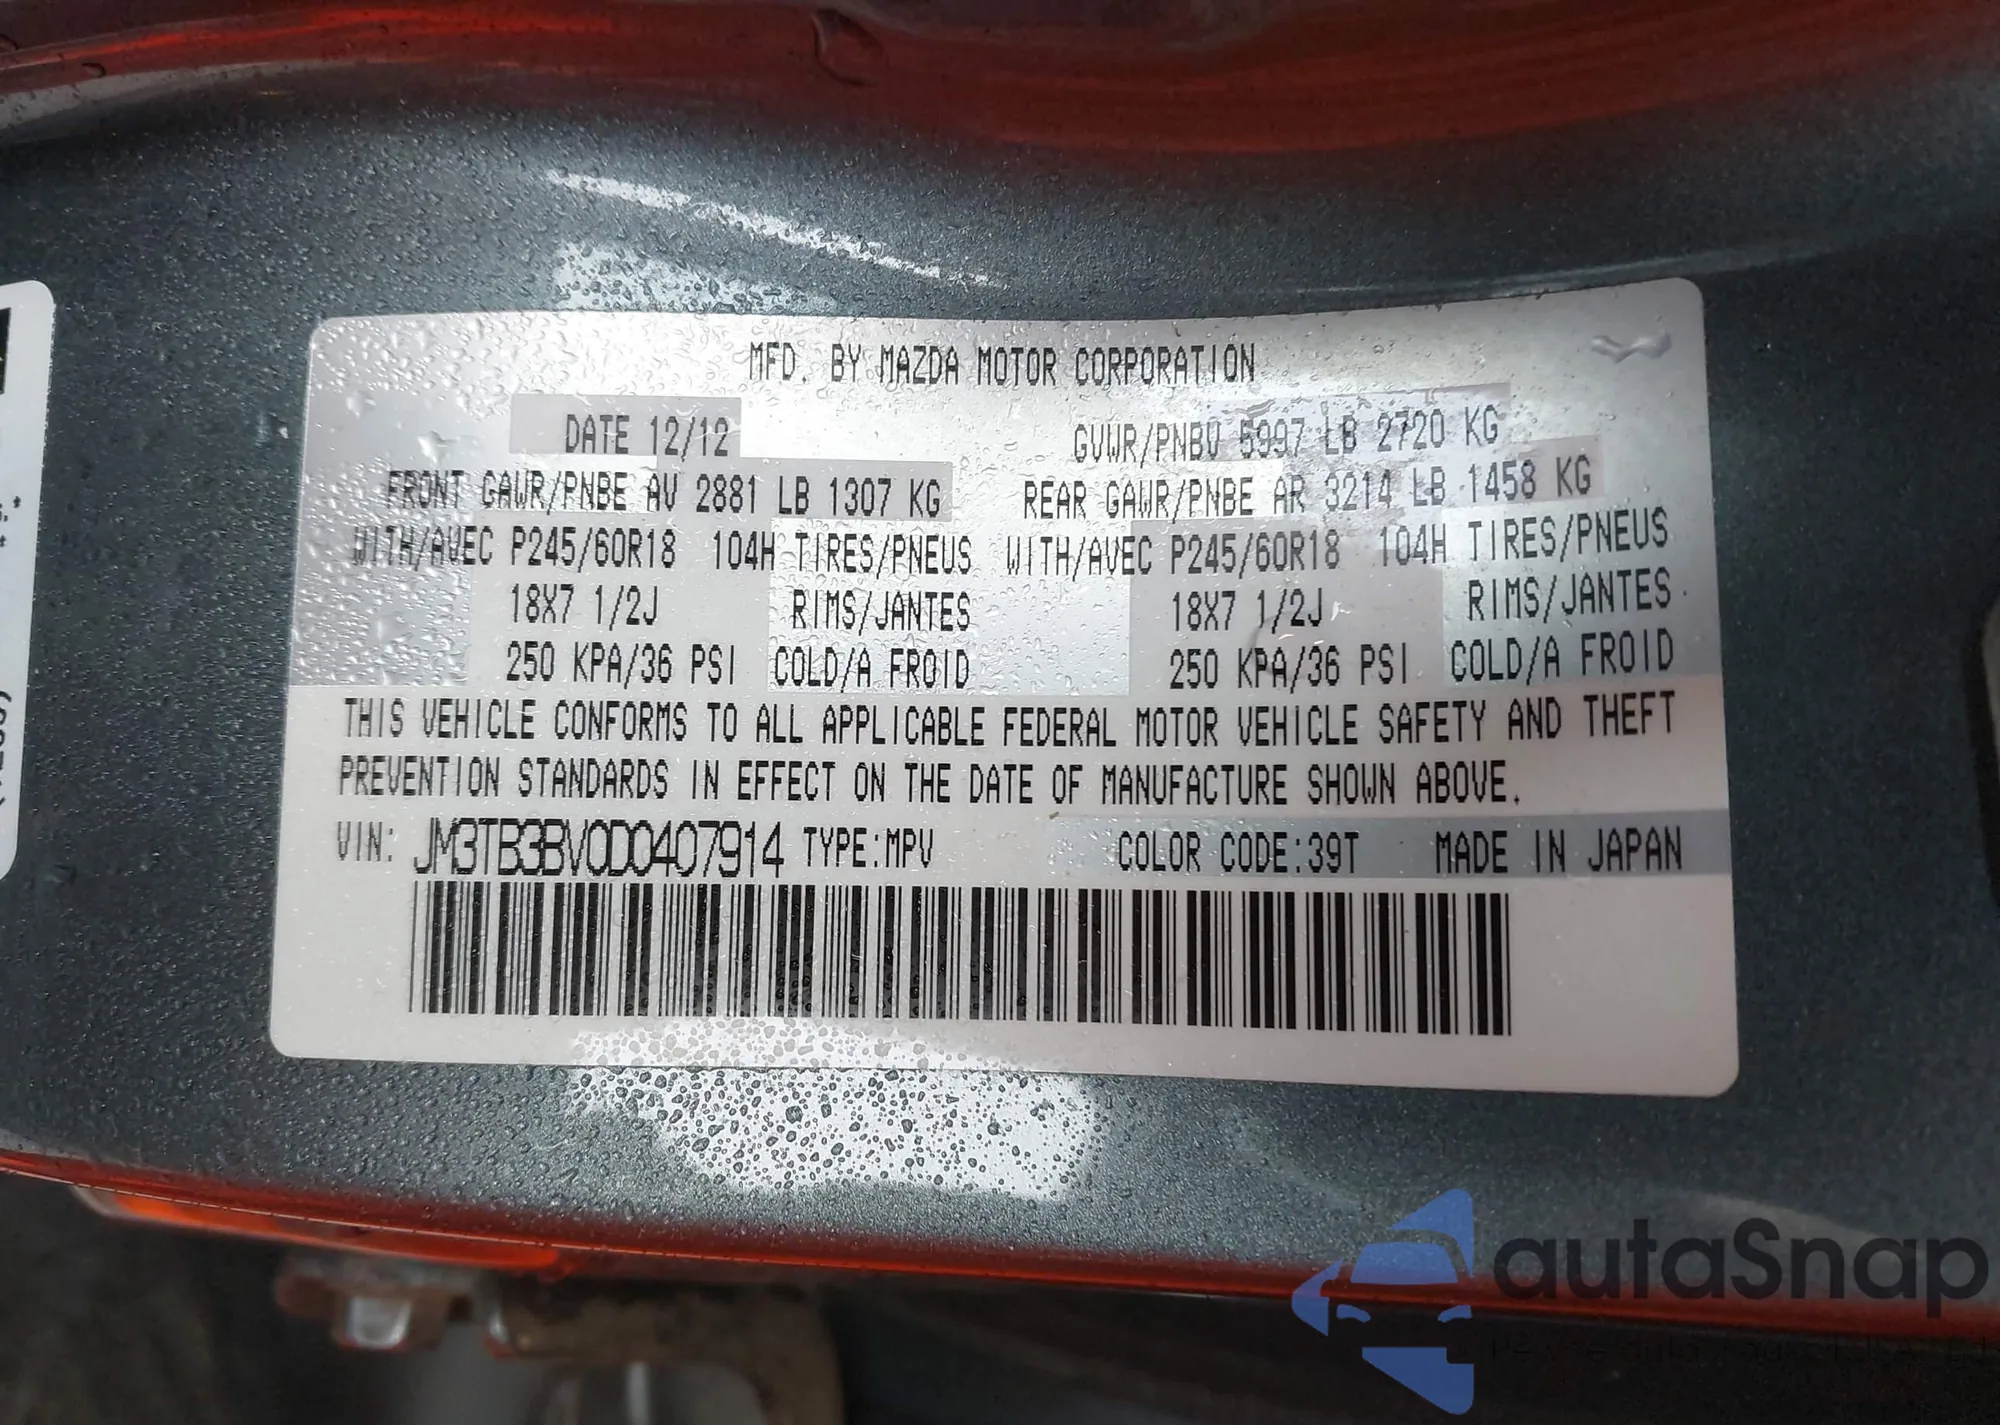 MFD. BY MAZDA MOTOR CORPORATION
DATE 12/12 GVWR/PNBV 5997 LB 2720 KG
FRONT GAWR/PNBE AV 2881 LB 1307 KG REAR GAWR/PNBE AR 3214 LB 1458 KG
WITH/AVEC P245/60R18 104H TIRES/PNEUS WITH/AVEC P245/60R18 104H TIRES/PNEUS
18X7 1/2J RIMS/JANTES 18X7 1/2J RIMS/JANTES
250 KPA/36 PSI COLD/A FROID 250 KPA/36 PSI COLD/A FROID
THIS VEHICLE CONFORMS TO ALL APPLICABLE FEDERAL MOTOR VEHICLE SAFETY AND THEFT
PREVENTION STANDARDS IN EFFECT ON THE DATE OF MANUFACTURE SHOWN ABOVE.
VIN: JM3TB3BV0D0407914 TYPE:MPV COLOR CODE:39T MADE IN JAPAN
autaSnap